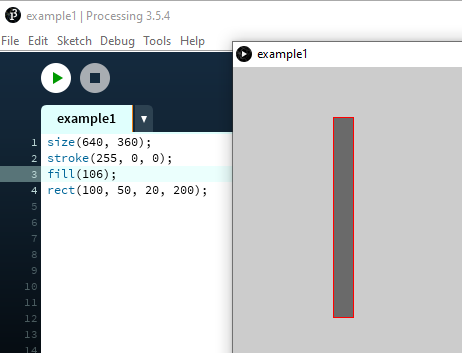 example1 | Processing 3.5.4
File Edit Sketch Debug Tools Help
example1
example1 ▼
1 size(640, 360);
2 stroke(255, 0, 0);
3 fill(106);
4 rect(100, 50, 20, 200);
5
6
7
8
9
10
11
12
13
14